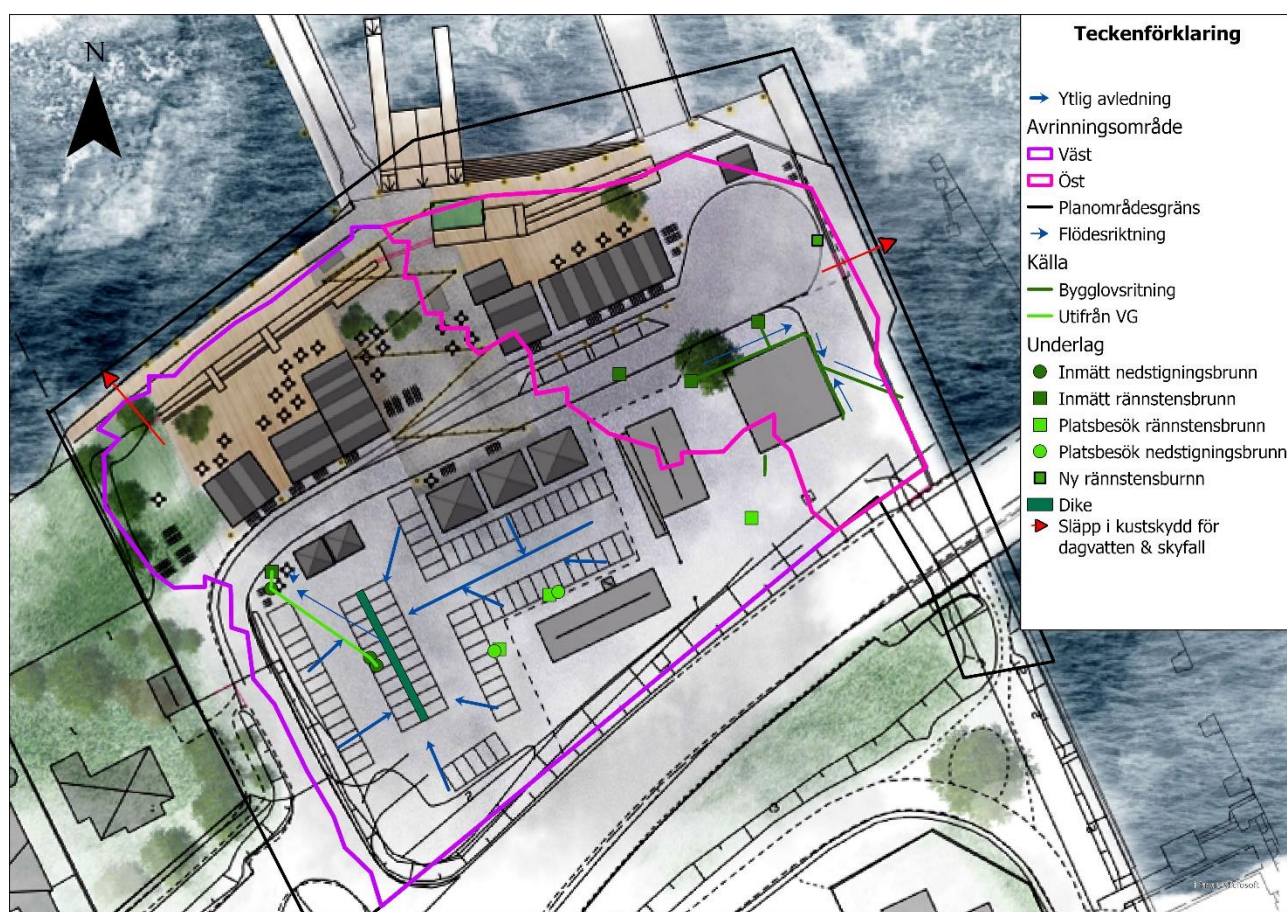 N
Teckenförklaring
Ytlig avledning
Avrinningsområde
Väst
Öst
Planområdesgräns
Flödesriktning
Källa
Bygglovsritning
Utifrån VG
Underlag
Inmätt nedstigningsbrunn
Inmätt rännstensbrunn
Platsbesök rännstensbrunn
Platsbesök nedstigningsbrunn
Ny rännstensburnn
Dike
Släpp i kustskydd för
dagvatten & skyfall